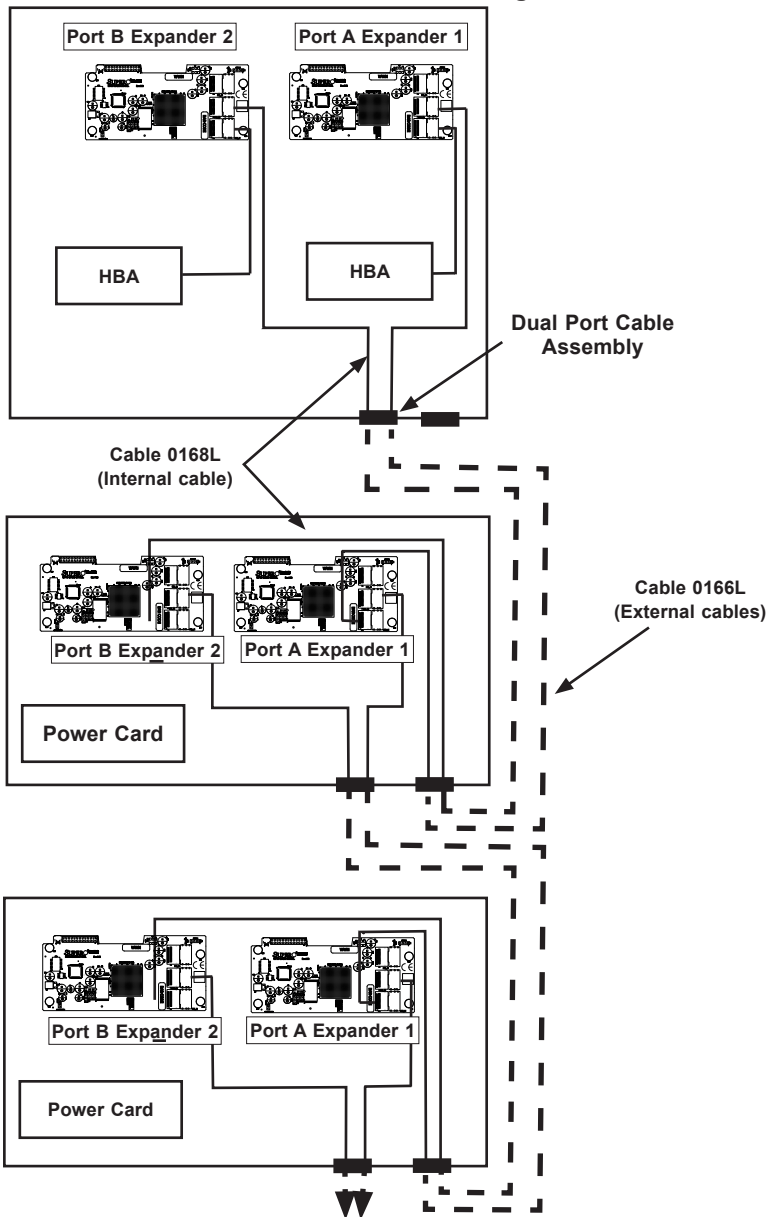 Port B Expander 2
Port A Expander 1
HBA
HBA
Dual Port Cable
Assembly
Cable 0168L
(Internal cable)
Cable 0166L
(External cables)
Port B Expander 2
Port A Expander 1
Power Card
Port B Expander 2
Port A Expander 1
Power Card